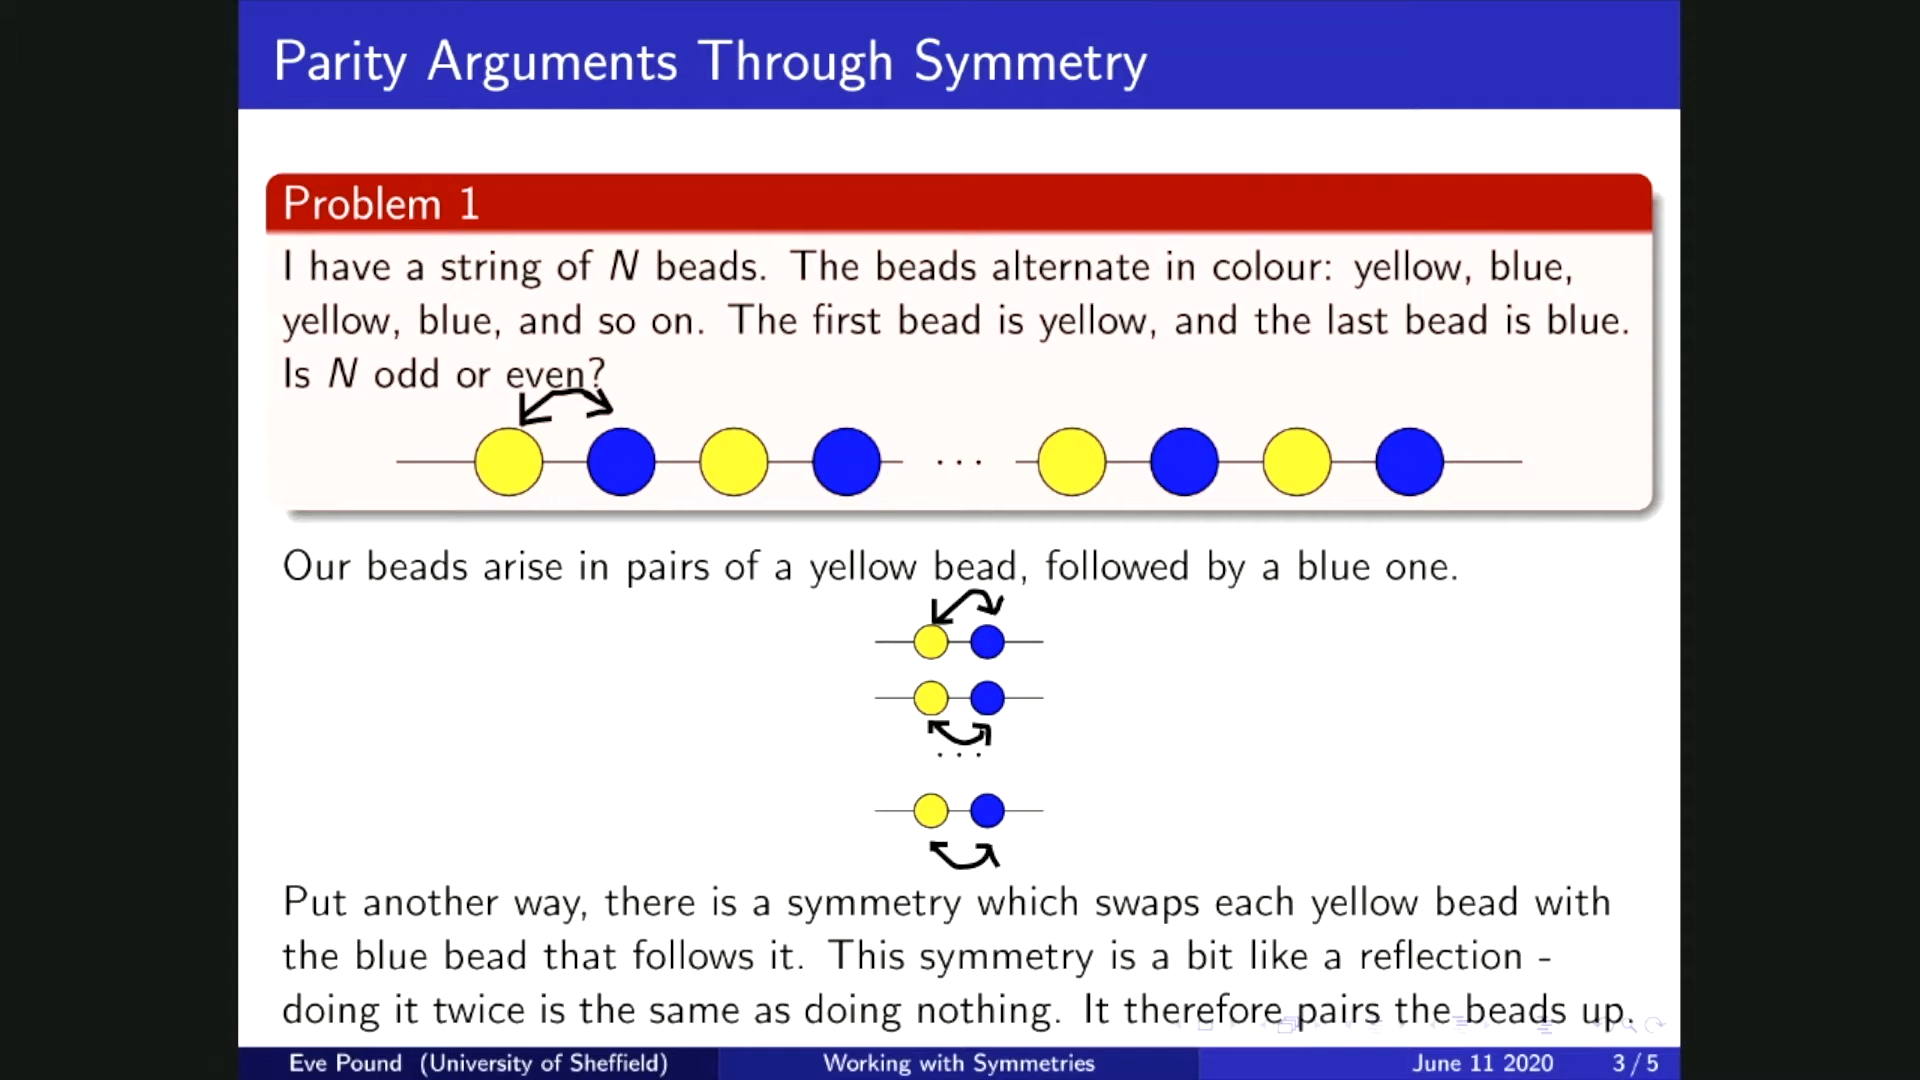 Parity Arguments Through Symmetry
Problem 1
I have a string of N beads. The beads alternate in colour: yellow, blue,
yellow, blue, and so on. The first bead is yellow, and the last bead is blue.
Is N odd or even?
. . .
Our beads arise in pairs of a yellow bead, followed by a blue one.
. . .
Put another way, there is a symmetry which swaps each yellow bead with
the blue bead that follows it. This symmetry is a bit like a reflection -
doing it twice is the same as doing nothing. It therefore pairs the beads up.
Eve Pound (University of Sheffield) Working with Symmetries June 11 2020 3 / 5